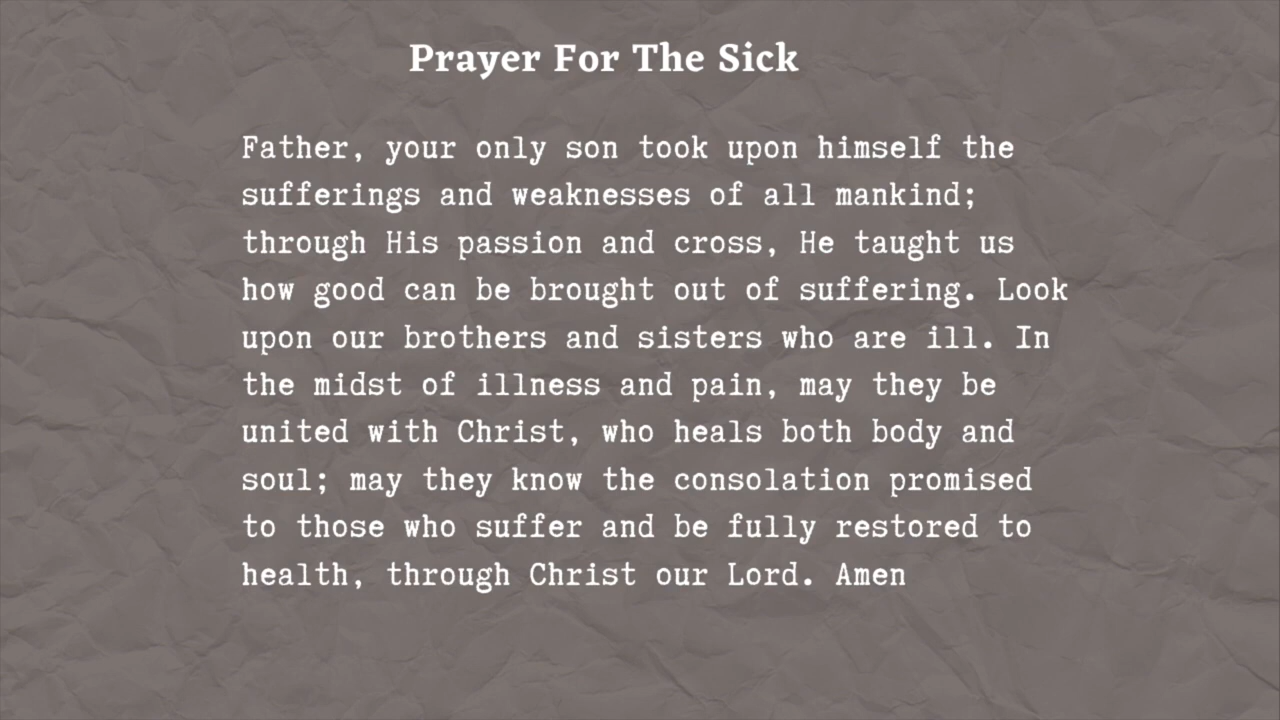 Prayer For The Sick
Father, your only son took upon himself the
sufferings and weaknesses of all mankind;
through His passion and cross, He taught us
how good can be brought out of suffering. Look
upon our brothers and sisters who are ill. In
the midst of illness and pain, may they be
united with Christ, who heals both body and
soul; may they know the consolation promised
to those who suffer and be fully restored to
health, through Christ our Lord. Amen